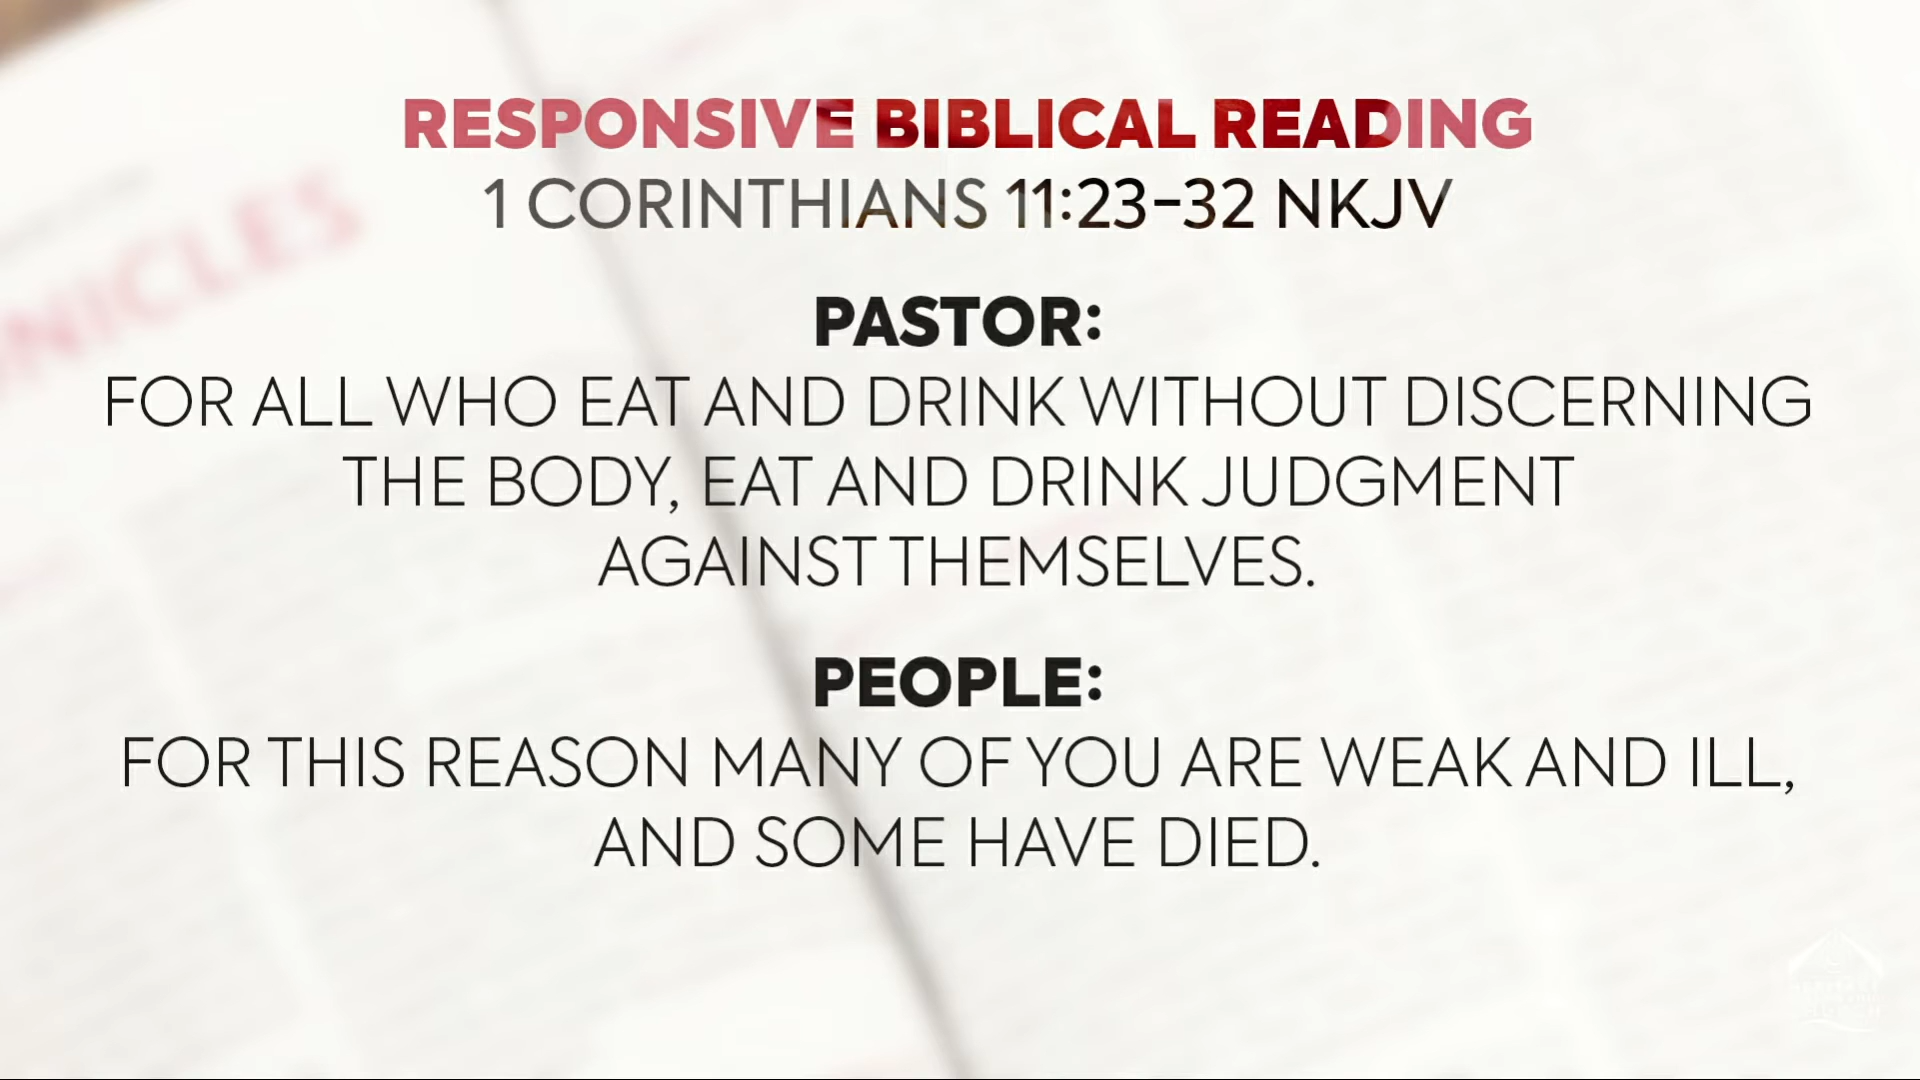 RESPONSIVE BIBLICAL READING
1 CORINTHIANS 11:23-32 NKJV
NICLES
PASTOR:
FOR ALL WHO EAT AND DRINK WITHOUT DISCERNING
THE BODY, EAT AND DRINK JUDGMENT
AGAINST THEMSELVES.
PEOPLE:
FOR THIS REASON MANY OF YOU ARE WEAK AND ILL,
AND SOME HAVE DIED.